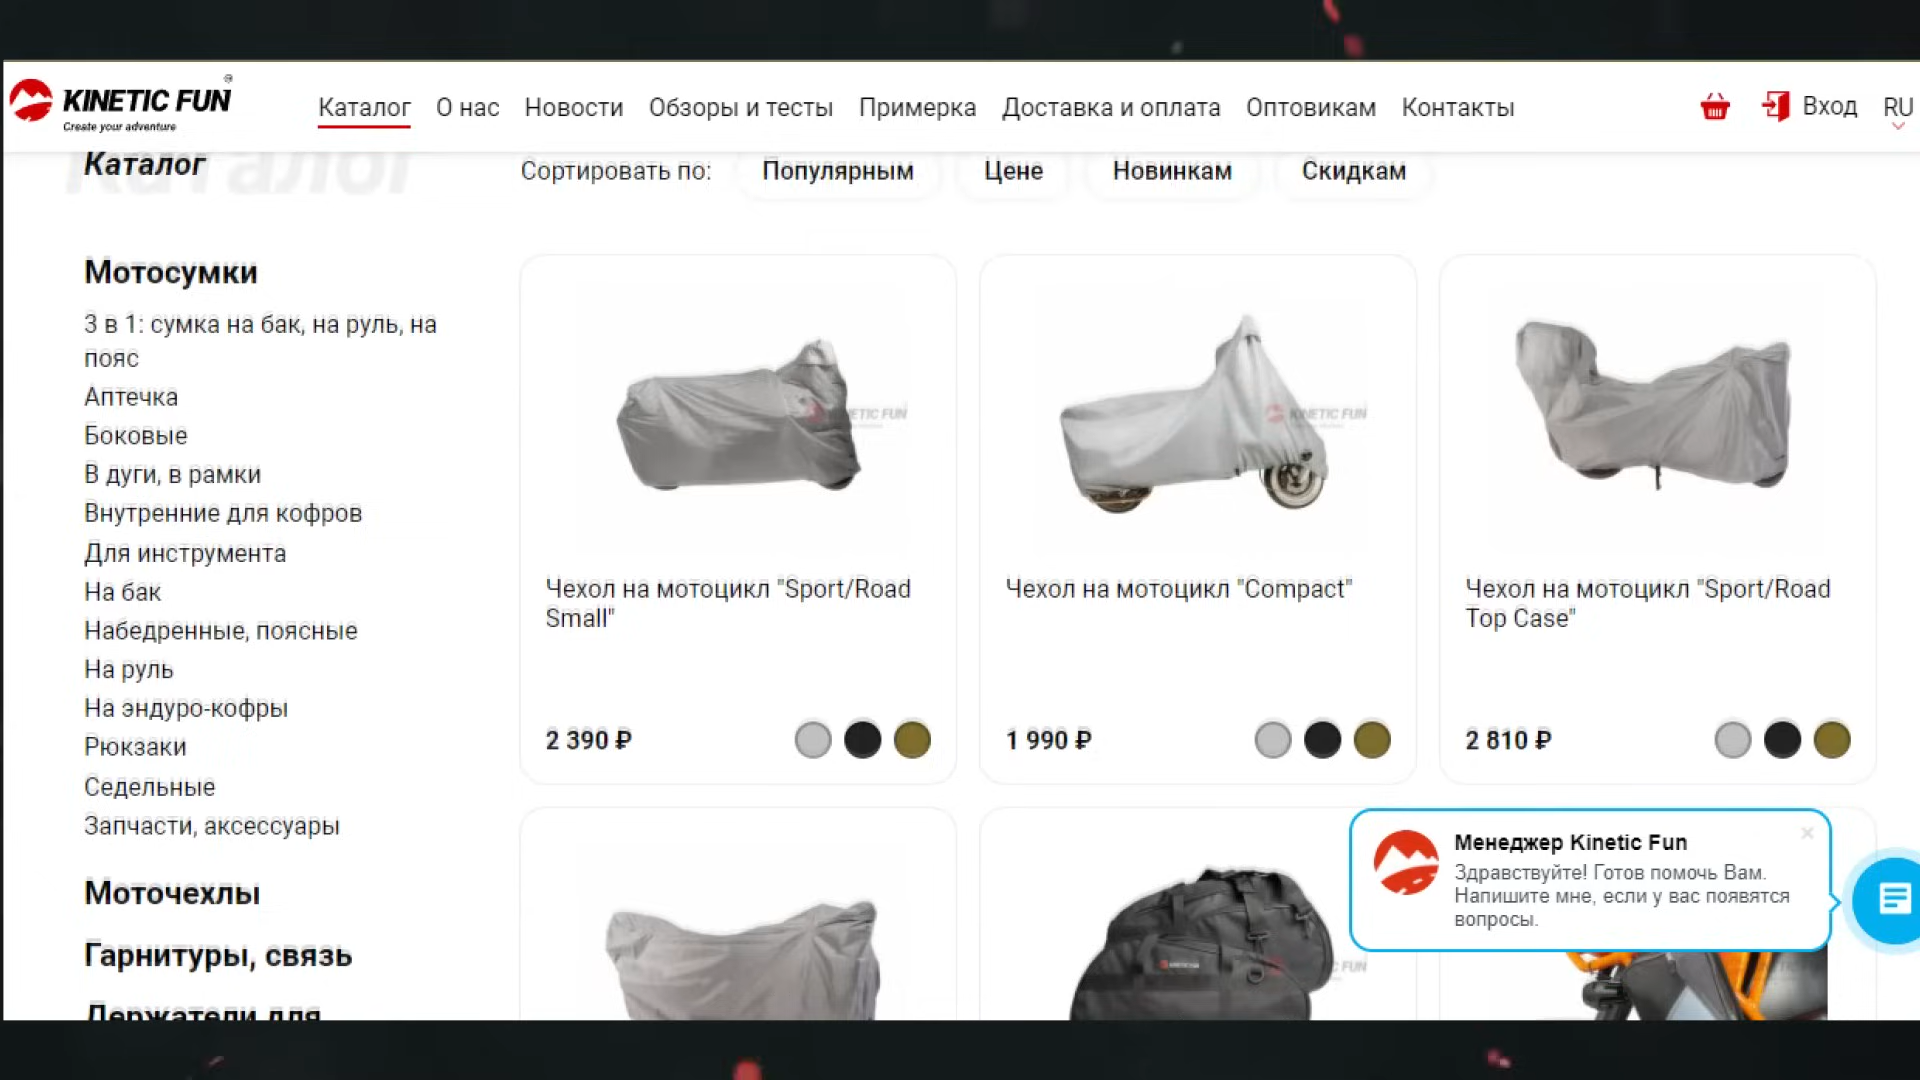 KINETIC FUN
Create your adventure
Каталог
О нас
Новости
Обзоры и тесты
Примерка
Доставка и оплата
Оптовикам
Контакты
Вход
RU
Каталог
Сортировать по:
Популярным
Цене
Новинкам
Скидкам
Мотосумки
3 в 1: сумка на бак, на руль, на
пояс
Аптечка
Боковые
В дуги, в рамки
Внутренние для кофров
Для инструмента
На бак
Набедренные, поясные
На руль
На эндуро-кофры
Рюкзаки
Седельные
Запчасти, аксессуары
Моточехлы
Гарнитуры, связь
Держатели для
Чехол на мотоцикл "Sport/Road
Small"
2 390 ₽
Чехол на мотоцикл "Compact"
1 990 ₽
Чехол на мотоцикл "Sport/Road
Top Case"
2 810 ₽
KINETIC FUN
Менеджер Kinetic Fun
Здравствуйте! Готов помочь Вам.
Напишите мне, если у вас появятся
вопросы.